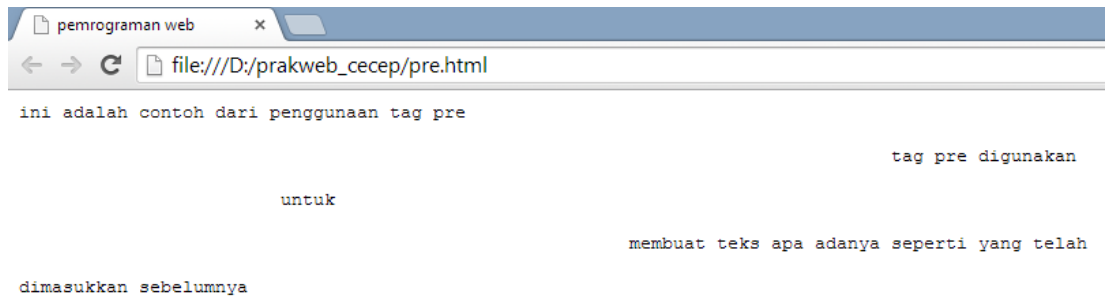 pemrograman web
file:///D:/prakweb_cecep/pre.html
ini adalah contoh dari penggunaan tag pre
tag pre digunakan
untuk
membuat teks apa adanya seperti yang telah
dimasukkan sebelumnya